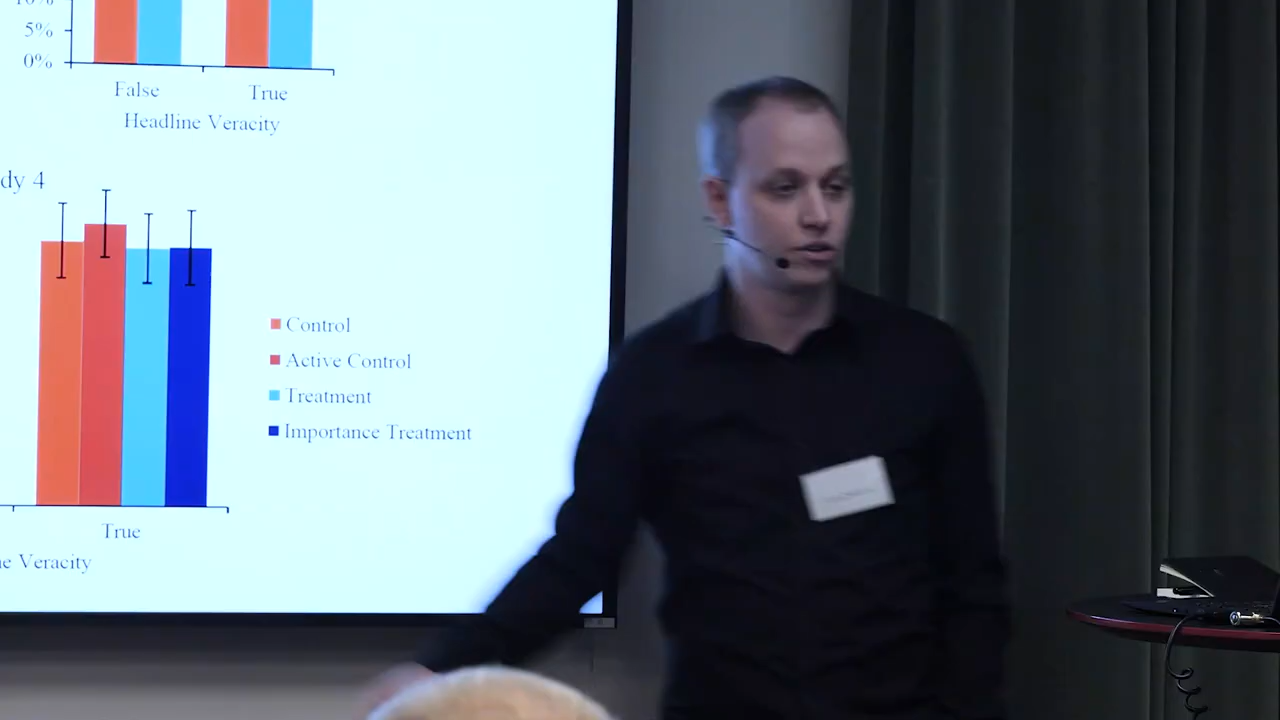 10%
5%
0%
False
True
Headline Veracity
dy 4
Control
Active Control
Treatment
Importance Treatment
True
e Veracity